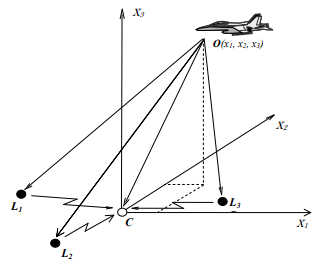 X3
O(x1, x2, x3)
X2
L1
L3
C
X1
L2